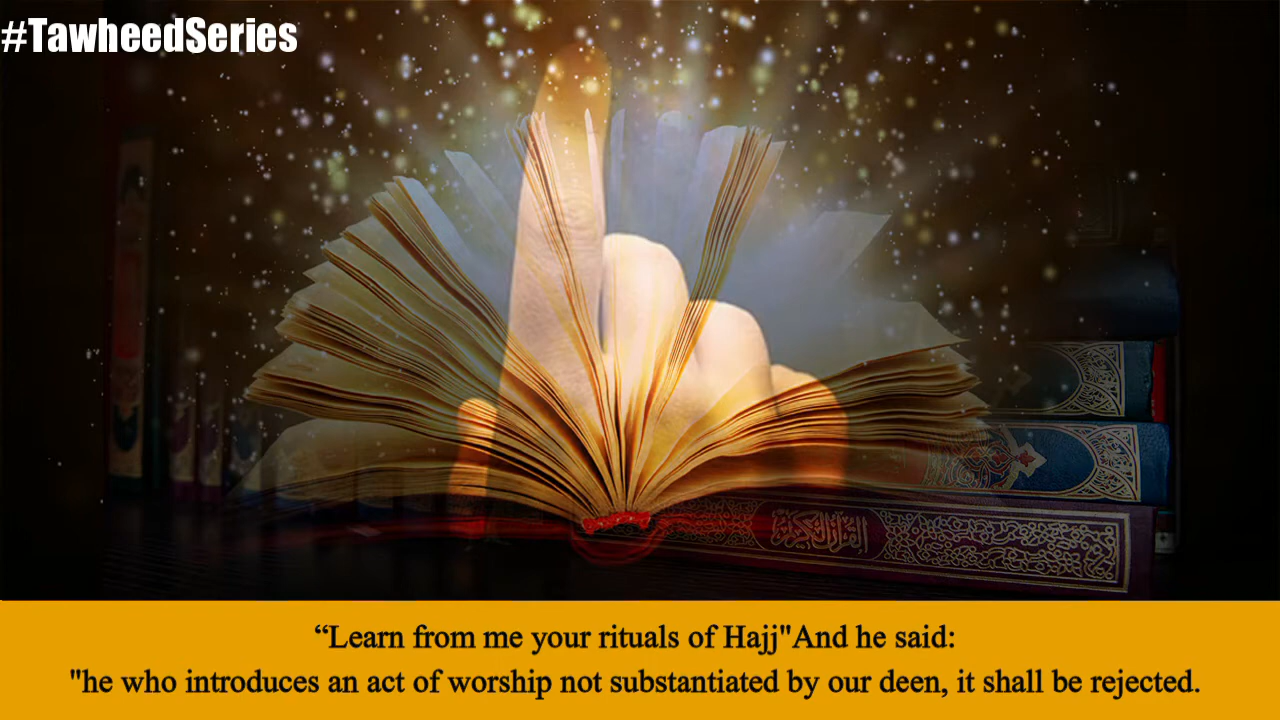 #TawheedSeries
القرآن الكريم
“Learn from me your rituals of Hajj"And he said:
"he who introduces an act of worship not substantiated by our deen, it shall be rejected.